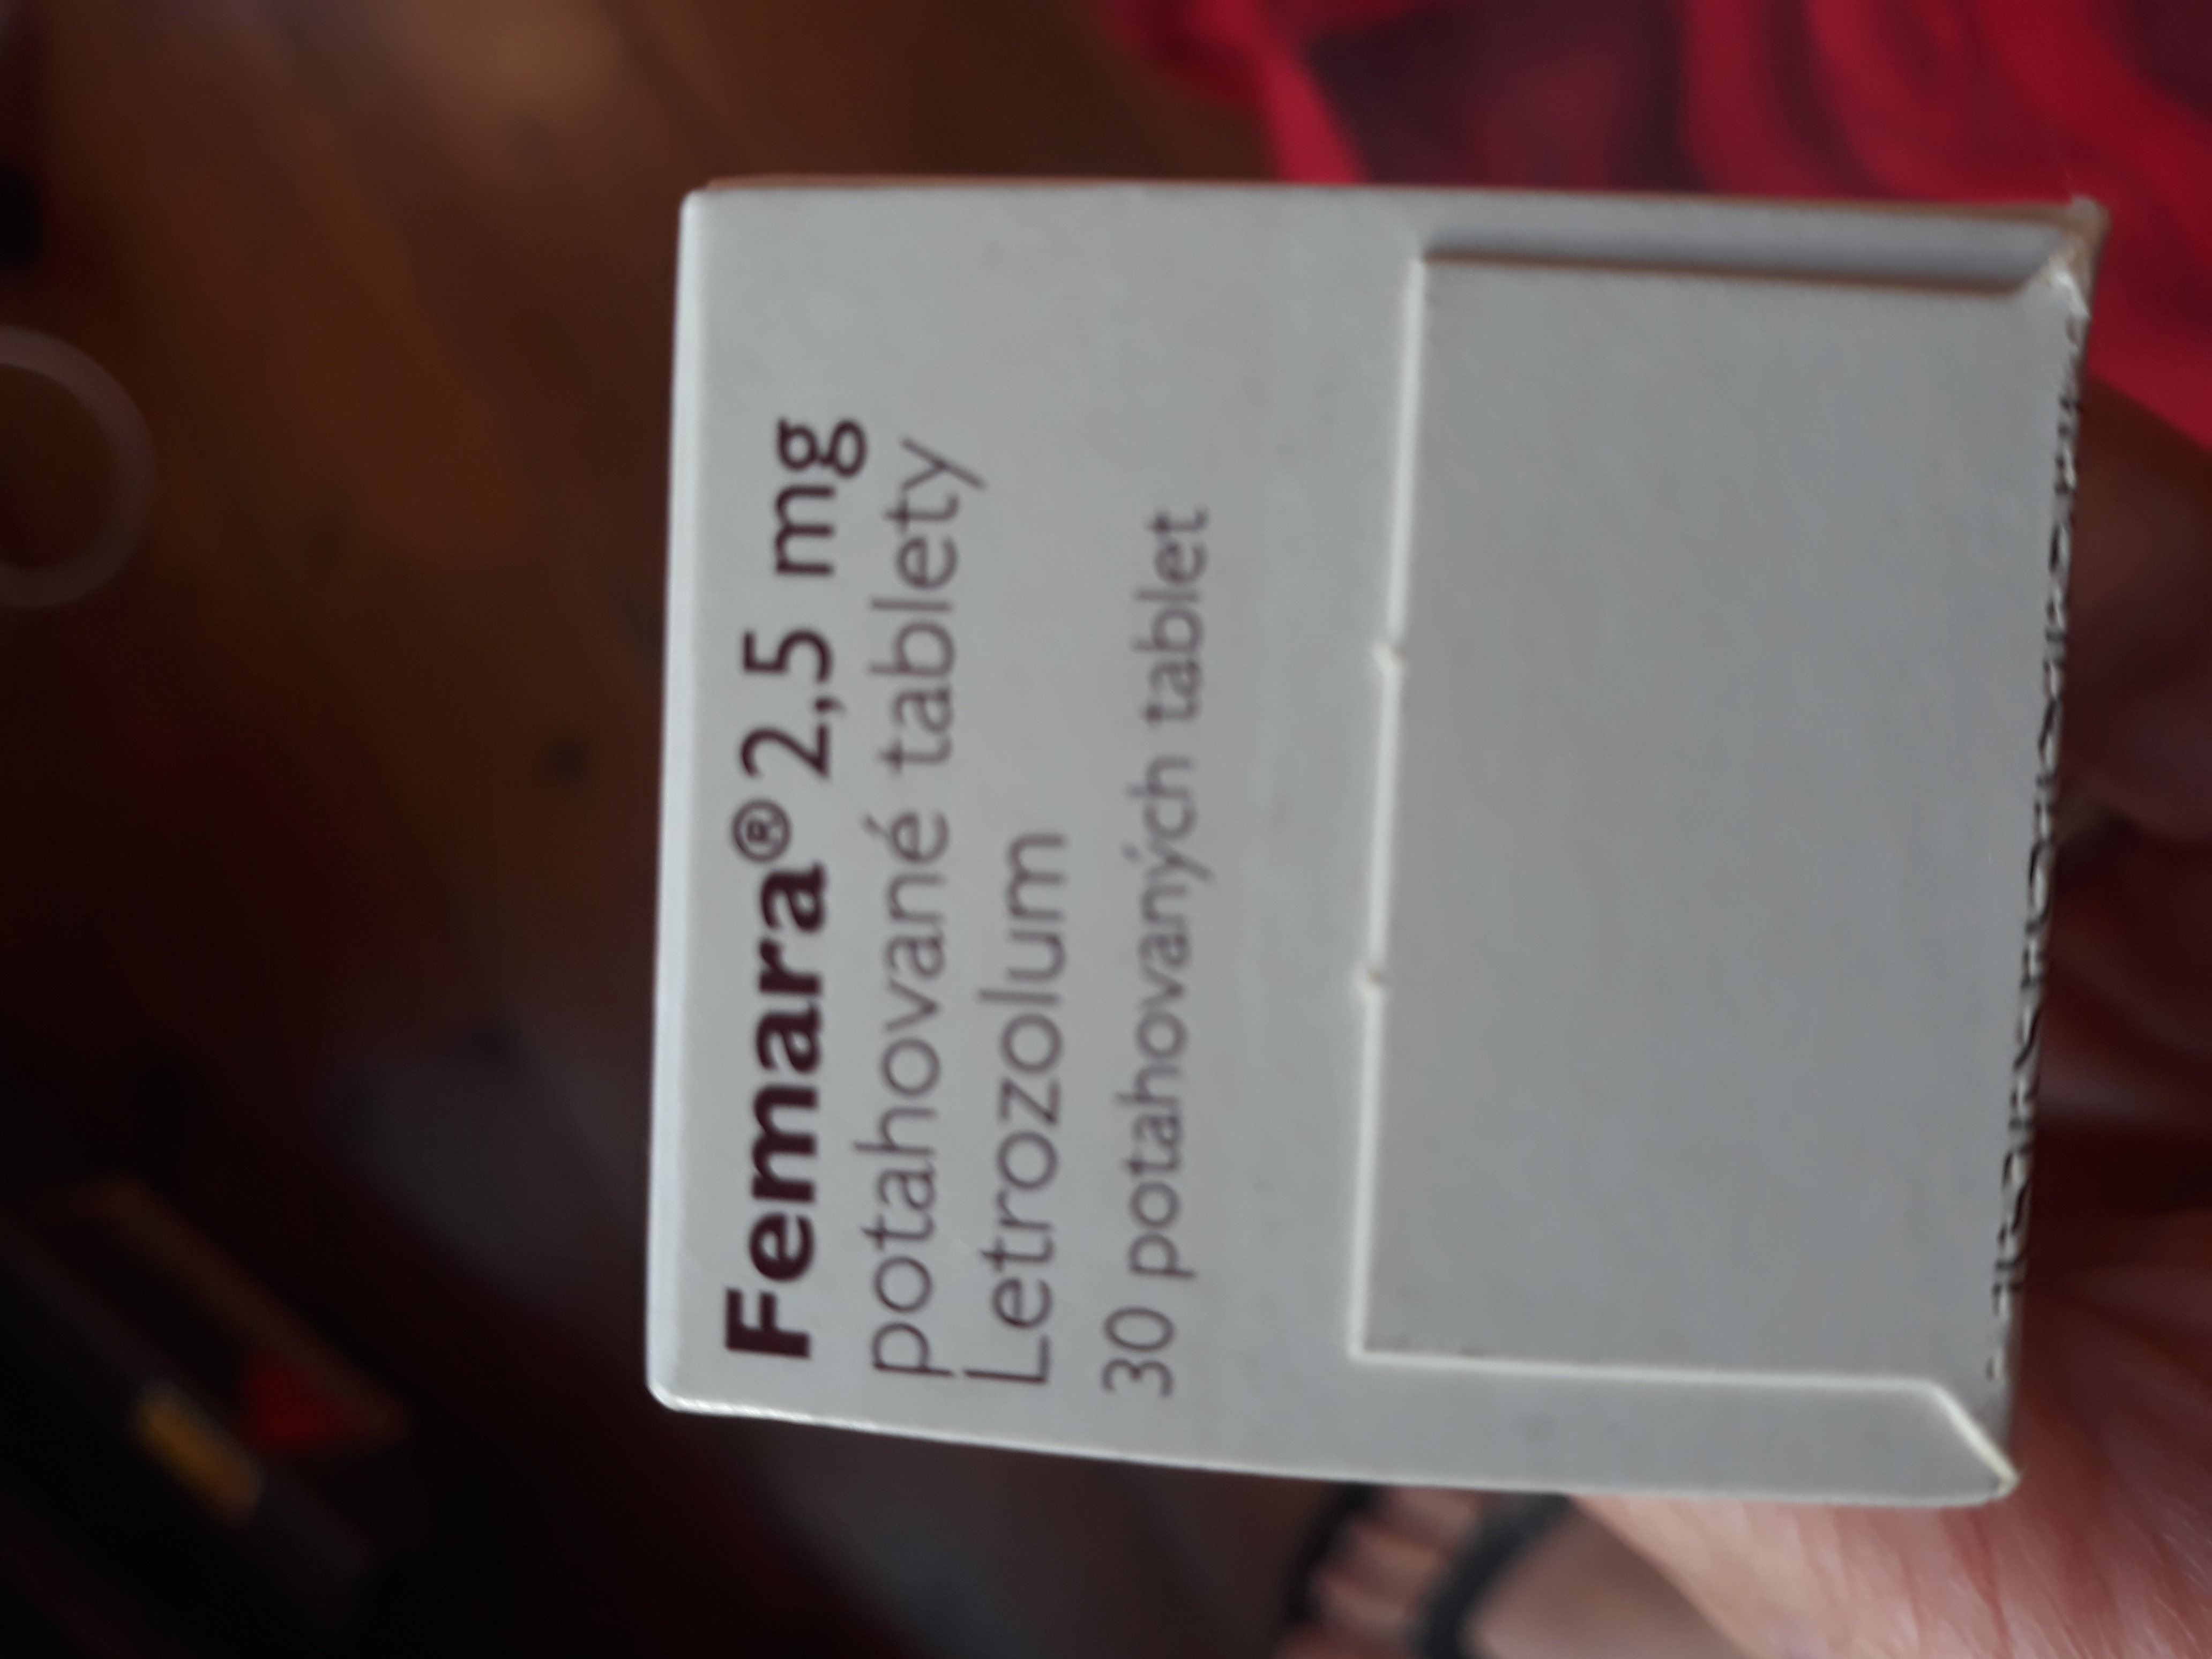 Femara® 2,5 mg
potahované tablety
Letrozolum
30 potahovaných tablet